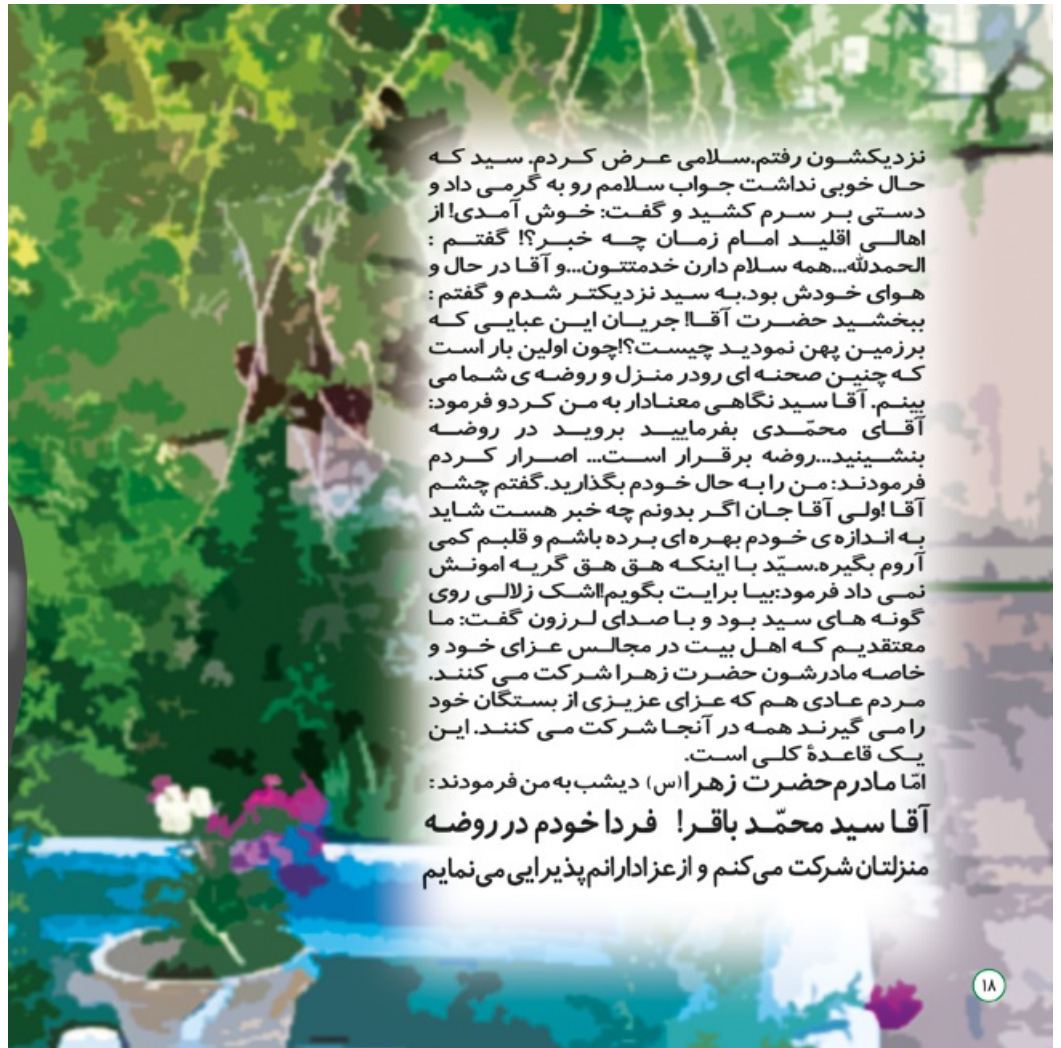 نزدیکشون رفتم.سلامی عرض کردم. سید که
حال خوبی نداشت جواب سلامم رو به گرمی داد و
دستی بر سرم کشید و گفت: خوش آمدی! از
اهالی اقلید امام زمان چه خبر؟! گفتم :
الحمدلله...همه سلام دارن خدمتتون...و آقا در حال و
هوای خودش بود.به سید نزدیکتر شدم و گفتم :
ببخشید حضرت آقا! جریان این عبایی که
برزمین پهن نمودید چیست؟!چون اولین بار است
که چنین صحنه ای رودر منزل و روضه ی شما می
بینم. آقا سید نگاهی معنادار به من کردو فرمود:
آقای محمّدی بفرمایید بروید در روضه
بنشینید...روضه برقرار است... اصرار کردم
فرمودند: من را به حال خودم بگذارید.گفتم چشم
آقا !ولی آقا جان اگر بدونم چه خبر هست شاید
به اندازه ی خودم بهره ای برده باشم و قلبم کمی
آروم بگیره.سیّد با اینکه هق هق گریه امونش
نمی داد فرمود:بیا برایت بگویم!اشک زلالی روی
گونه های سید بود و با صدای لرزون گفت: ما
معتقدیم که اهل بیت در مجالس عزای خود و
خاصه مادرشون حضرت زهرا شرکت می کنند.
مردم عادی هم که عزای عزیزی از بستگان خود
را می گیرند همه در آنجا شرکت می کنند. این
یک قاعدهٔ کلی است.
امّا مادرم حضرت زهرا(س) دیشب به من فرمودند:
آقا سید محمّد باقر! فردا خودم در روضه
منزلتان شرکت می‌کنم و از عزادارانم پذیرایی می‌نمایم
۱۸